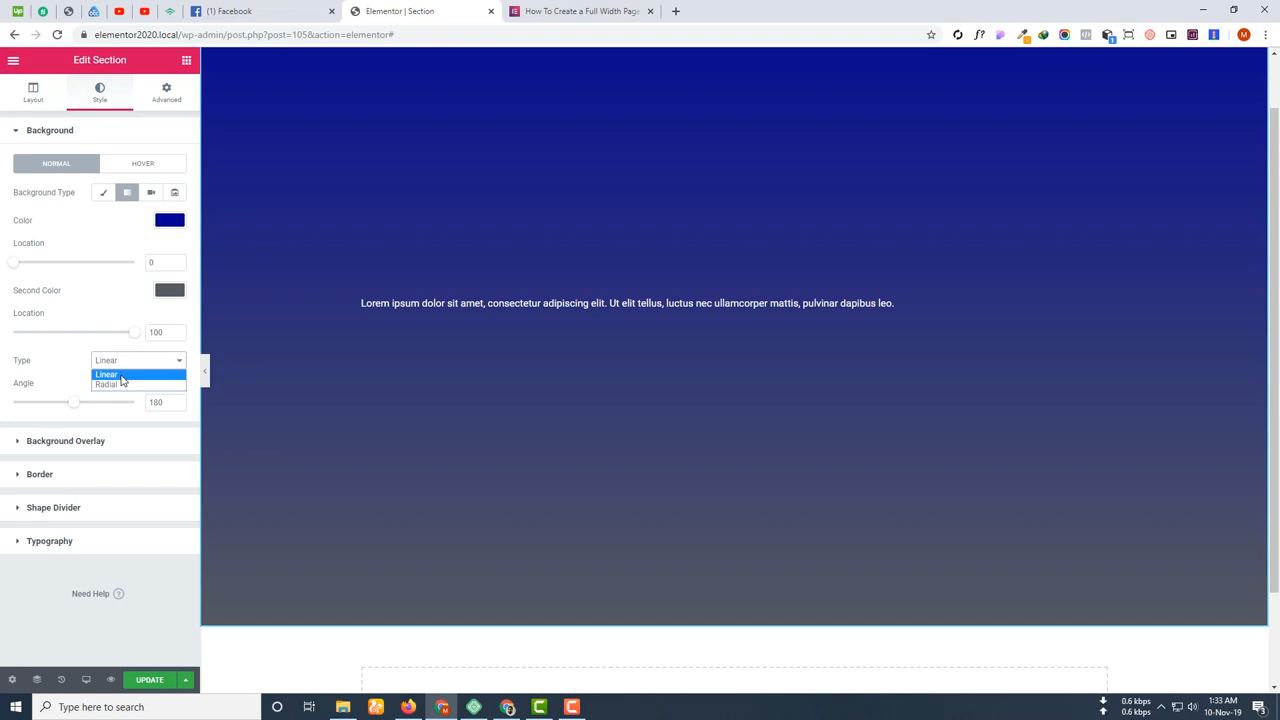 (1) Facebook
Elementor | Section
How To Create a Full Width Page
elementor2020.local/wp-admin/post.php?post=105&action=elementor#
Edit Section
Layout
Style
Advanced
Background
NORMAL
HOVER
Background Type
Color
Location
0
Second Color
Location
100
Type
Linear
Linear
Radial
Angle
180
Background Overlay
Border
Shape Divider
Typography
Need Help ?
UPDATE
Lorem ipsum dolor sit amet, consectetur adipiscing elit. Ut elit tellus, luctus nec ullamcorper mattis, pulvinar dapibus leo.
Type here to search
0.6 kbps
0.6 kbps
1:33 AM
10-Nov-19